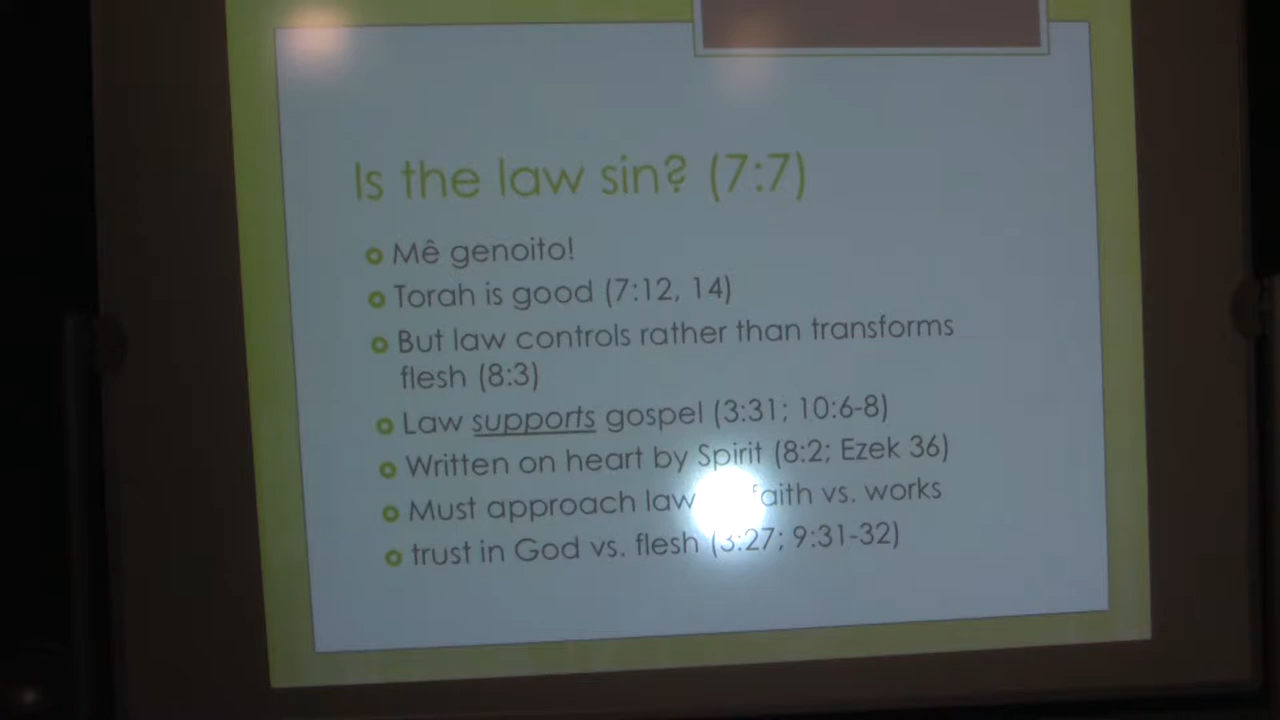 Is the law sin? (7:7)
Mê genoito!
Torah is good (7:12, 14)
But law controls rather than transforms
flesh (8:3)
Law supports gospel (3:31; 10:6-8)
Written on heart by Spirit (8:2; Ezek 36)
Must approach law faith vs. works
trust in God vs. flesh (3:27; 9:31-32)